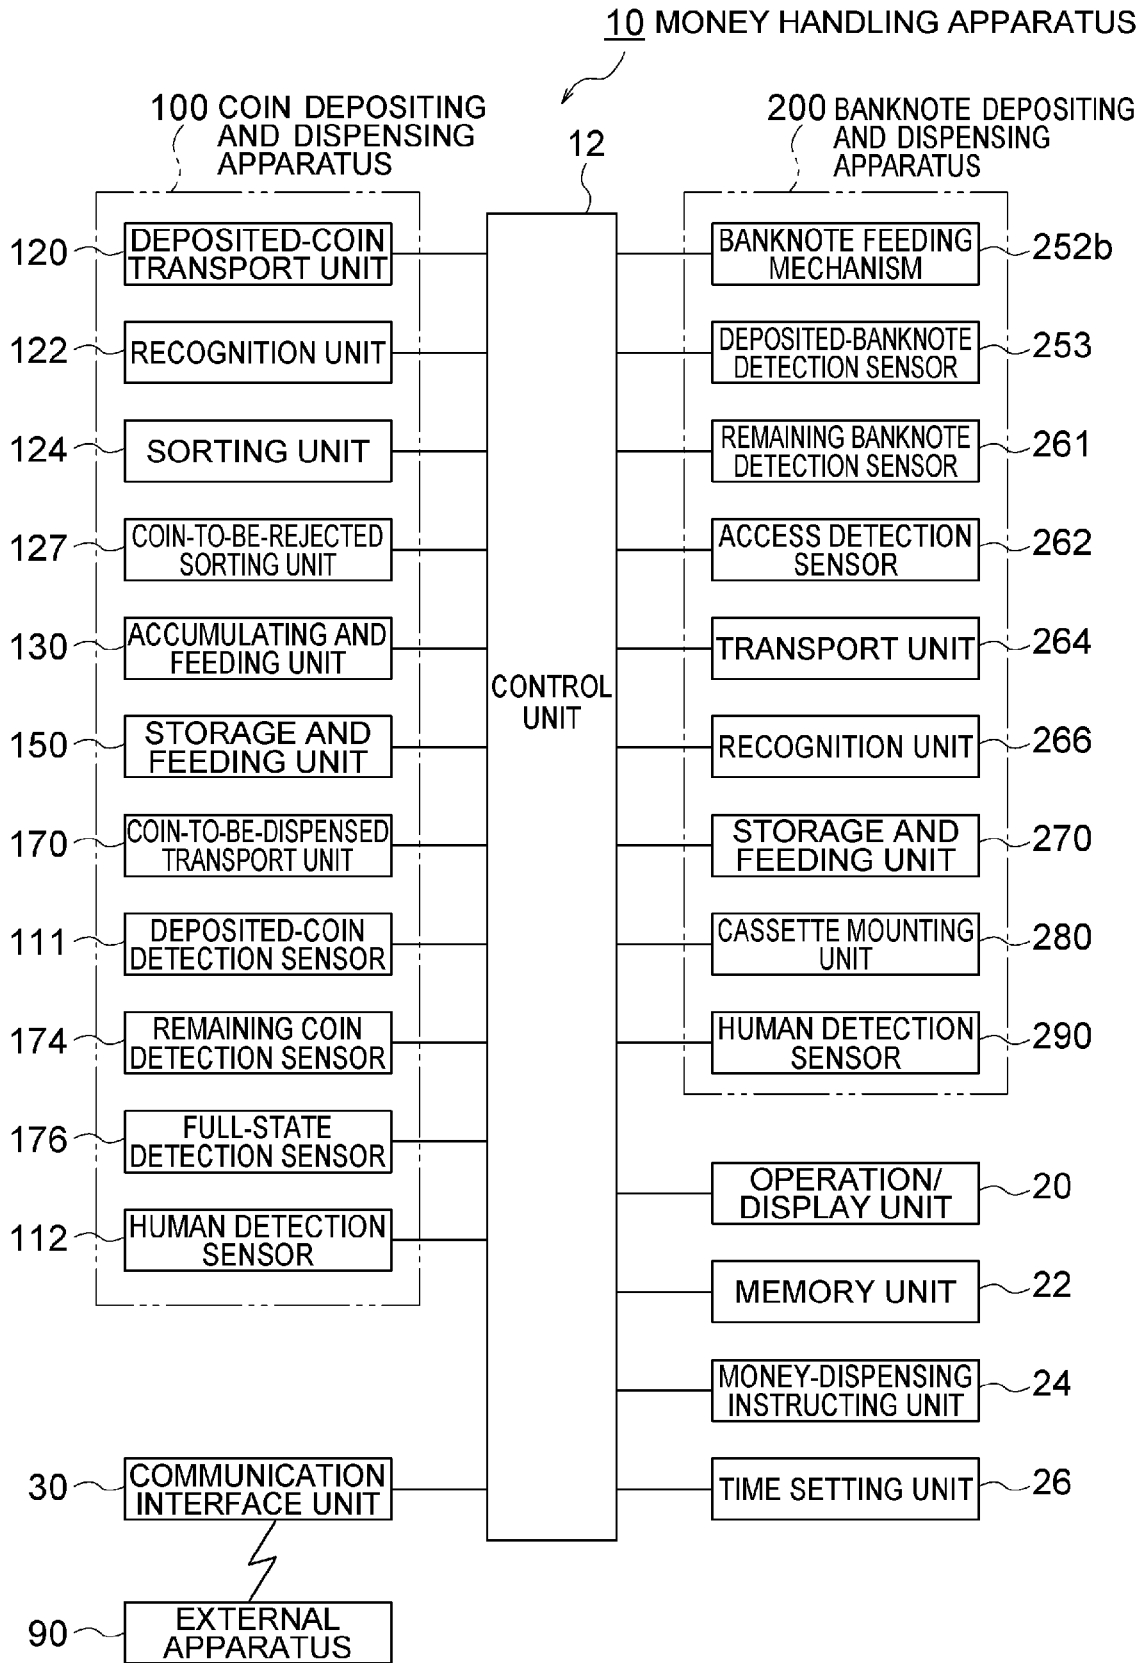 10 MONEY HANDLING APPARATUS
100 COIN DEPOSITING
AND DISPENSING
APPARATUS
12
200 BANKNOTE DEPOSITING
AND DISPENSING
APPARATUS
120
DEPOSITED-COIN
TRANSPORT UNIT
122
RECOGNITION UNIT
124
SORTING UNIT
127
COIN-TO-BE-REJECTED
SORTING UNIT
130
ACCUMULATING AND
FEEDING UNIT
150
STORAGE AND
FEEDING UNIT
170
COIN-TO-BE-DISPENSED
TRANSPORT UNIT
111
DEPOSITED-COIN
DETECTION SENSOR
174
REMAINING COIN
DETECTION SENSOR
176
FULL-STATE
DETECTION SENSOR
112
HUMAN DETECTION
SENSOR
30
COMMUNICATION
INTERFACE UNIT
90
EXTERNAL
APPARATUS
CONTROL
UNIT
BANKNOTE FEEDING
MECHANISM
252b
DEPOSITED-BANKNOTE
DETECTION SENSOR
253
REMAINING BANKNOTE
DETECTION SENSOR
261
ACCESS DETECTION
SENSOR
262
TRANSPORT UNIT
264
RECOGNITION UNIT
266
STORAGE AND
FEEDING UNIT
270
CASSETTE MOUNTING
UNIT
280
HUMAN DETECTION
SENSOR
290
OPERATION/
DISPLAY UNIT
20
MEMORY UNIT
22
MONEY-DISPENSING
INSTRUCTING UNIT
24
TIME SETTING UNIT
26